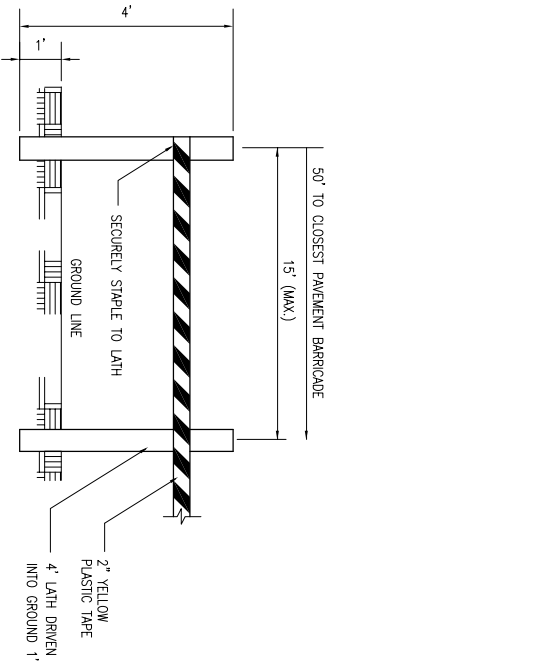 50' TO CLOSEST PAVEMENT BARRICADE
15' (MAX.)
4'
1'
SECURELY STAPLE TO LATH
GROUND LINE
2" YELLOW
PLASTIC TAPE
4' LATH DRIVEN
INTO GROUND 1'